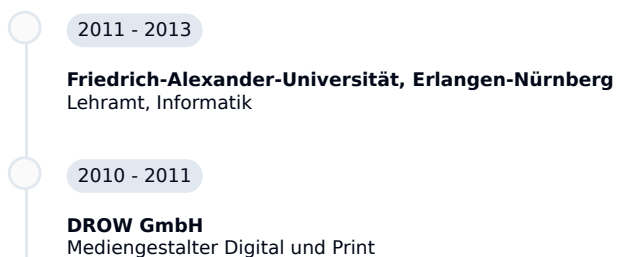 2011 - 2013
Friedrich-Alexander-Universität, Erlangen-Nürnberg
Lehramt, Informatik
2010 - 2011
DROW GmbH
Mediengestalter Digital und Print